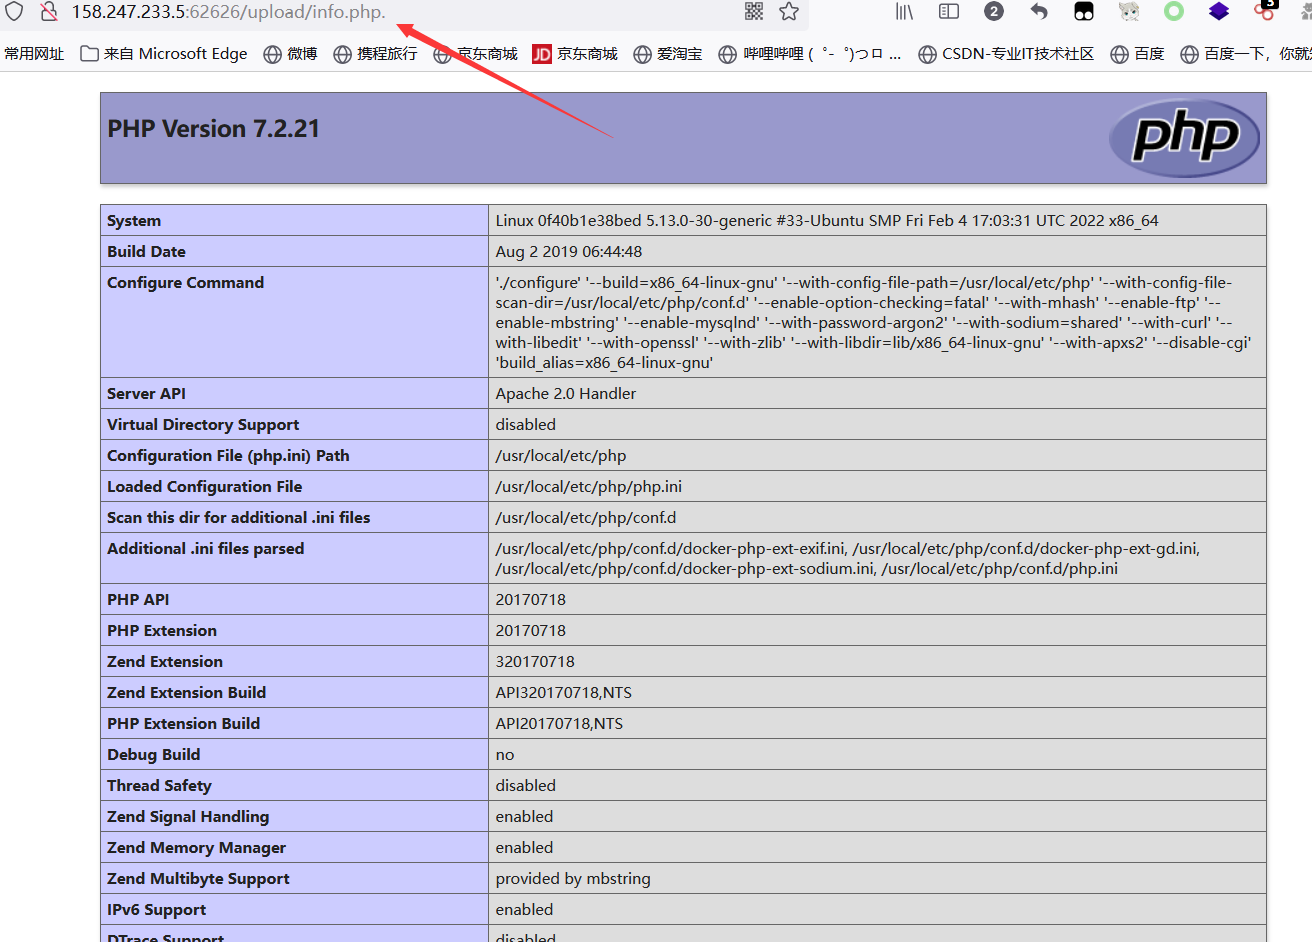 158.247.233.5:62626/upload/info.php.
2
3
常用网址 来自 Microsoft Edge 微博 携程旅行 京东商城 JD 京东商城 爱淘宝 哔哩哔哩 ( ゜- ゜)つロ ... CSDN-专业IT技术社区 百度 百度一下，你就知
PHP Version 7.2.21
php
System Linux 0f40b1e38bed 5.13.0-30-generic #33-Ubuntu SMP Fri Feb 4 17:03:31 UTC 2022 x86_64
Build Date Aug 2 2019 06:44:48
Configure Command './configure' '--build=x86_64-linux-gnu' '--with-config-file-path=/usr/local/etc/php' '--with-config-file-
scan-dir=/usr/local/etc/php/conf.d' '--enable-option-checking=fatal' '--with-mhash' '--enable-ftp' '--
enable-mbstring' '--enable-mysqlnd' '--with-password-argon2' '--with-sodium=shared' '--with-curl' '--
with-libedit' '--with-openssl' '--with-zlib' '--with-libdir=lib/x86_64-linux-gnu' '--with-apxs2' '--disable-cgi'
'build_alias=x86_64-linux-gnu'
Server API Apache 2.0 Handler
Virtual Directory Support disabled
Configuration File (php.ini) Path /usr/local/etc/php
Loaded Configuration File /usr/local/etc/php/php.ini
Scan this dir for additional .ini files /usr/local/etc/php/conf.d
Additional .ini files parsed /usr/local/etc/php/conf.d/docker-php-ext-exif.ini, /usr/local/etc/php/conf.d/docker-php-ext-gd.ini,
/usr/local/etc/php/conf.d/docker-php-ext-sodium.ini, /usr/local/etc/php/conf.d/php.ini
PHP API 20170718
PHP Extension 20170718
Zend Extension 320170718
Zend Extension Build API320170718,NTS
PHP Extension Build API20170718,NTS
Debug Build no
Thread Safety disabled
Zend Signal Handling enabled
Zend Memory Manager enabled
Zend Multibyte Support provided by mbstring
IPv6 Support enabled
DTrace Support disabled